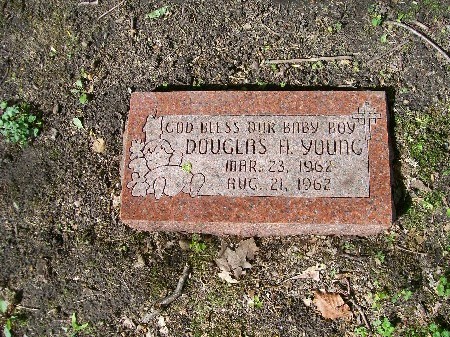 GOD BLESS OUR BABY BOY
DOUGLAS A. YOUNG
MAR. 23, 1962
AUG. 21, 1962